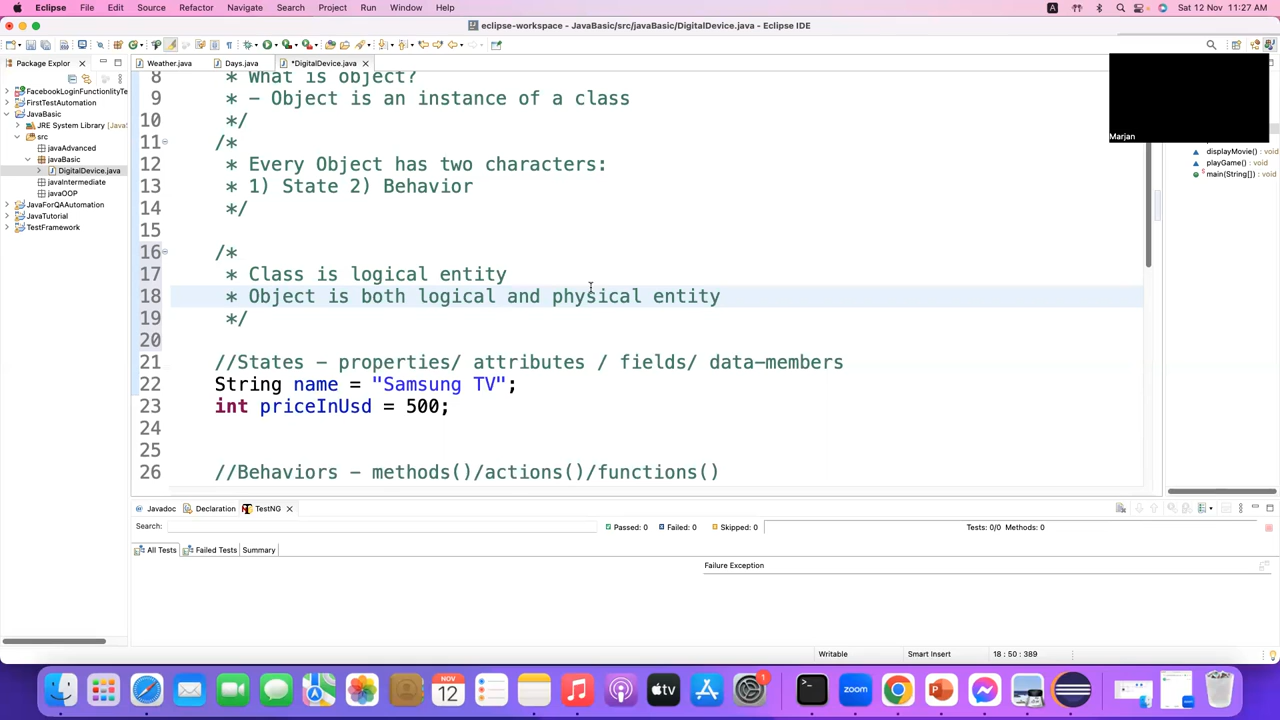 Eclipse File Edit Source Refactor Navigate Search Project Run Window Help
A Sat 12 Nov 11:27 AM
eclipse-workspace - JavaBasic/src/javaBasic/DigitalDevice.java - Eclipse IDE
Package Explor
Weather.java
Days.java
*DigitalDevice.java
FacebookLoginFunctionlityTe
FirstTestAutomation
JavaBasic
JRE System Library [Java
src
javaAdvanced
javaBasic
DigitalDevice.java
javaIntermediate
javaOOP
JavaForQAAutomation
JavaTutorial
TestFramework
8 * What is object?
9 * - Object is an instance of a class
10 */
11 /*
12 * Every Object has two characters:
13 * 1) State 2) Behavior
14 */
15
16 /*
17 * Class is logical entity
18 * Object is both logical and physical entity
19 */
20
21 //States - properties/ attributes / fields/ data-members
22 String name = "Samsung TV";
23 int priceInUsd = 500;
24
25
26 //Behaviors - methods()/actions()/functions()
Marjan
displayMovie() : void
playGame() : void
main(String[]) : void
Javadoc
Declaration
TestNG
Search:
Passed: 0
Failed: 0
Skipped: 0
Tests: 0/0 Methods: 0
All Tests
Failed Tests
Summary
Failure Exception
Writable
Smart Insert
18 : 50 : 389
NOV
12
tv
1
zoom